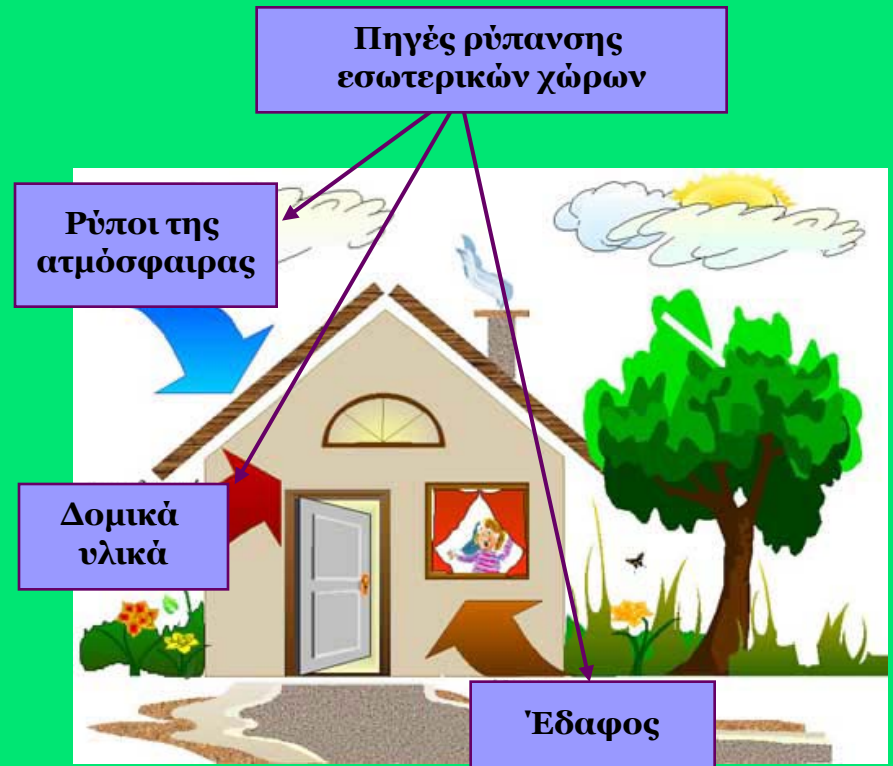 Πηγές ρύπανσης
εσωτερικών χώρων
Ρύποι της
ατμόσφαιρας
Δομικά
υλικά
Έδαφος